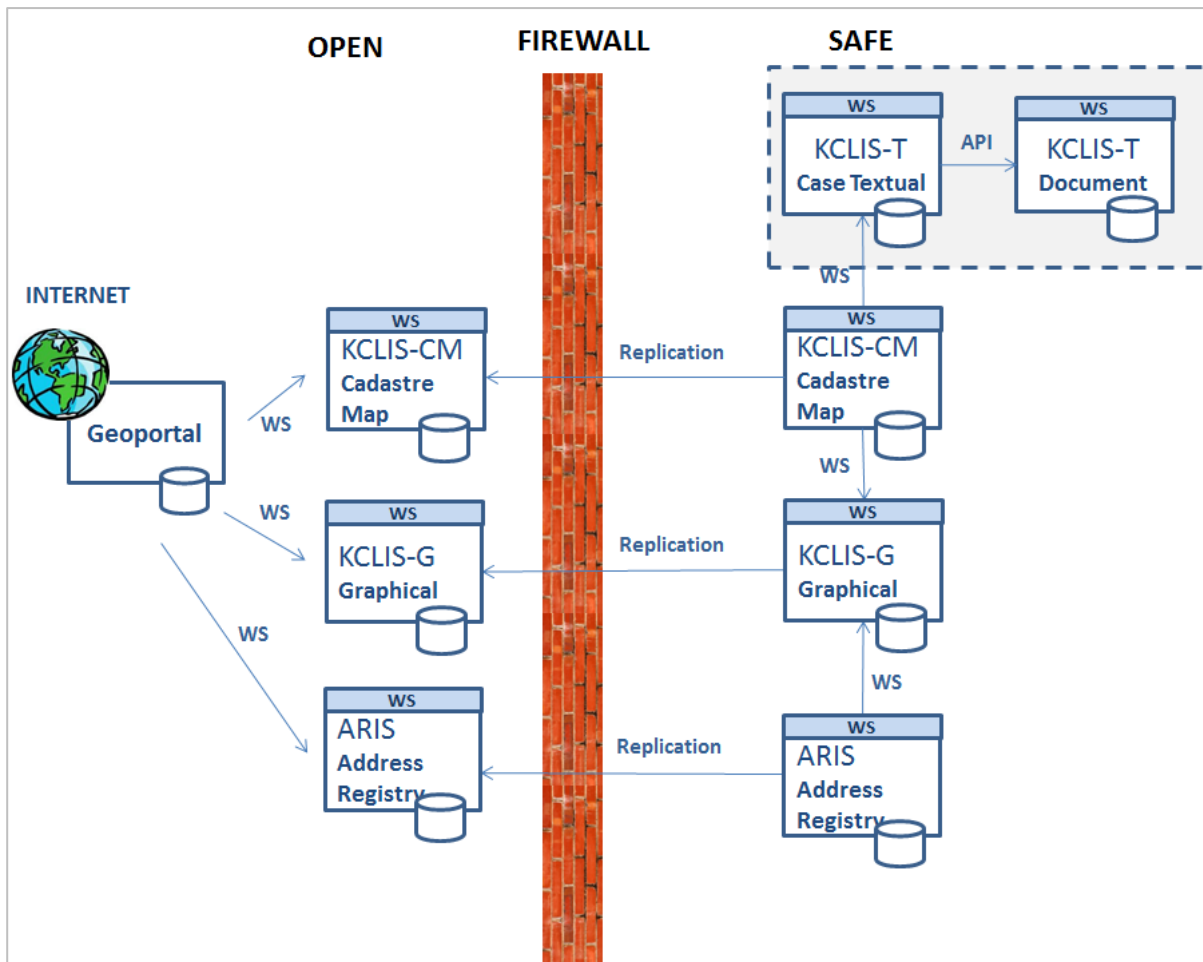 OPEN
FIREWALL
SAFE
WS
KCLIS-T
Case Textual
API
WS
KCLIS-T
Document
WS
INTERNET
Geoportal
WS
WS
WS
WS
KCLIS-CM
Cadastre
Map
Replication
WS
KCLIS-CM
Cadastre
Map
WS
WS
KCLIS-G
Graphical
Replication
WS
KCLIS-G
Graphical
WS
WS
ARIS
Address
Registry
Replication
WS
ARIS
Address
Registry